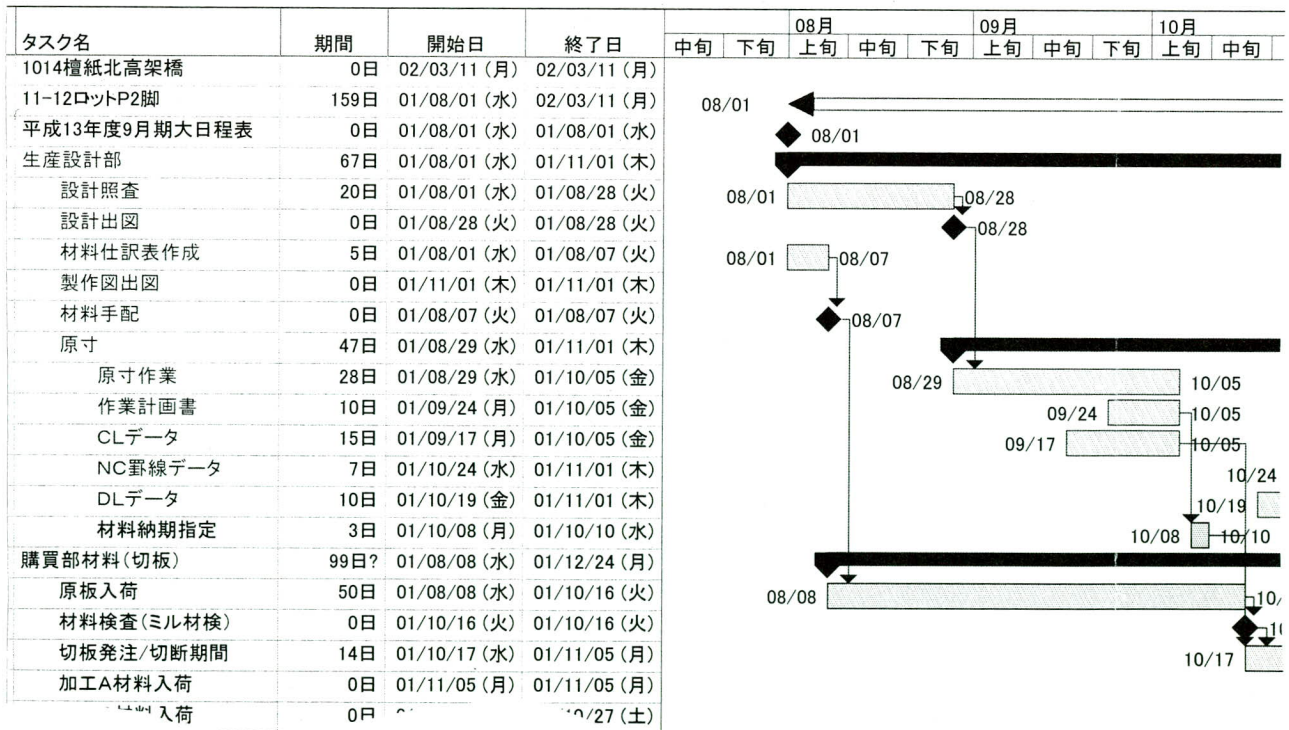 08月 09月 10月
タスク名 期間 開始日 終了日 中旬 下旬 上旬 中旬 下旬 上旬 中旬 下旬 上旬 中旬
1014檀紙北高架橋 0日 02/03/11(月) 02/03/11(月)
11-12ロットP2脚 159日 01/08/01(水) 02/03/11(月) 08/01
平成13年度9月期大日程表 0日 01/08/01(水) 01/08/01(水) 08/01
生産設計部 67日 01/08/01(水) 01/11/01(木)
設計照査 20日 01/08/01(水) 01/08/28(火) 08/01 08/28
設計出図 0日 01/08/28(火) 01/08/28(火) 08/28
材料仕訳表作成 5日 01/08/01(水) 01/08/07(火) 08/01 08/07
製作図出図 0日 01/11/01(木) 01/11/01(木)
材料手配 0日 01/08/07(火) 01/08/07(火) 08/07
原寸 47日 01/08/29(水) 01/11/01(木)
原寸作業 28日 01/08/29(水) 01/10/05(金) 08/29 10/05
作業計画書 10日 01/09/24(月) 01/10/05(金) 09/24 10/05
CLデータ 15日 01/09/17(月) 01/10/05(金) 09/17 10/05
NC罫線データ 7日 01/10/24(水) 01/11/01(木) 10/24
DLデータ 10日 01/10/19(金) 01/11/01(木) 10/19
材料納期指定 3日 01/10/08(月) 01/10/10(水) 10/08 10/10
購買部材料(切板) 99日? 01/08/08(水) 01/12/24(月)
原板入荷 50日 01/08/08(水) 01/10/16(火) 08/08 10/
材料検査(ミル材検) 0日 01/10/16(火) 01/10/16(火) 10
切板発注/切断期間 14日 01/10/17(水) 01/11/05(月) 10/17
加工A材料入荷 0日 01/11/05(月) 01/11/05(月)
入荷 0日 /27(土)